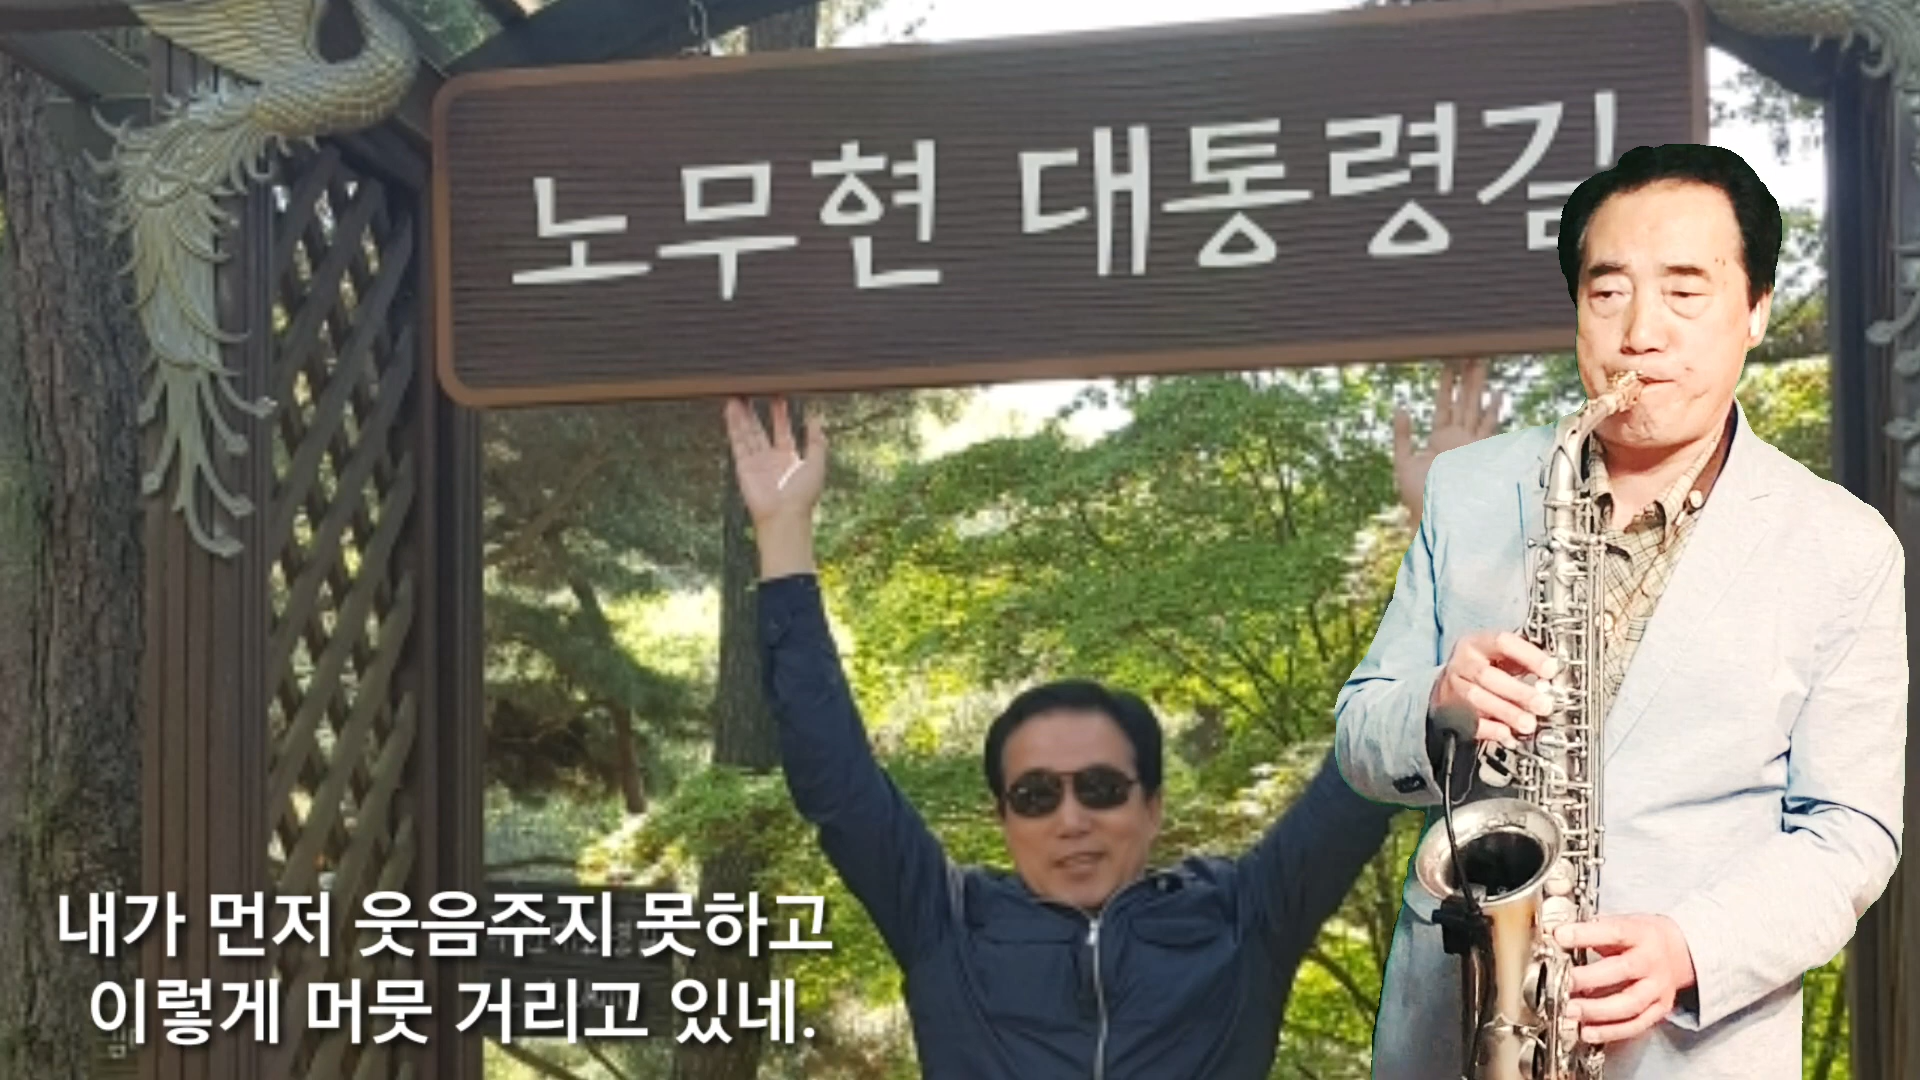 노무현 대통령길
내가 먼저 웃음주지 못하고
이렇게 머뭇 거리고 있네.